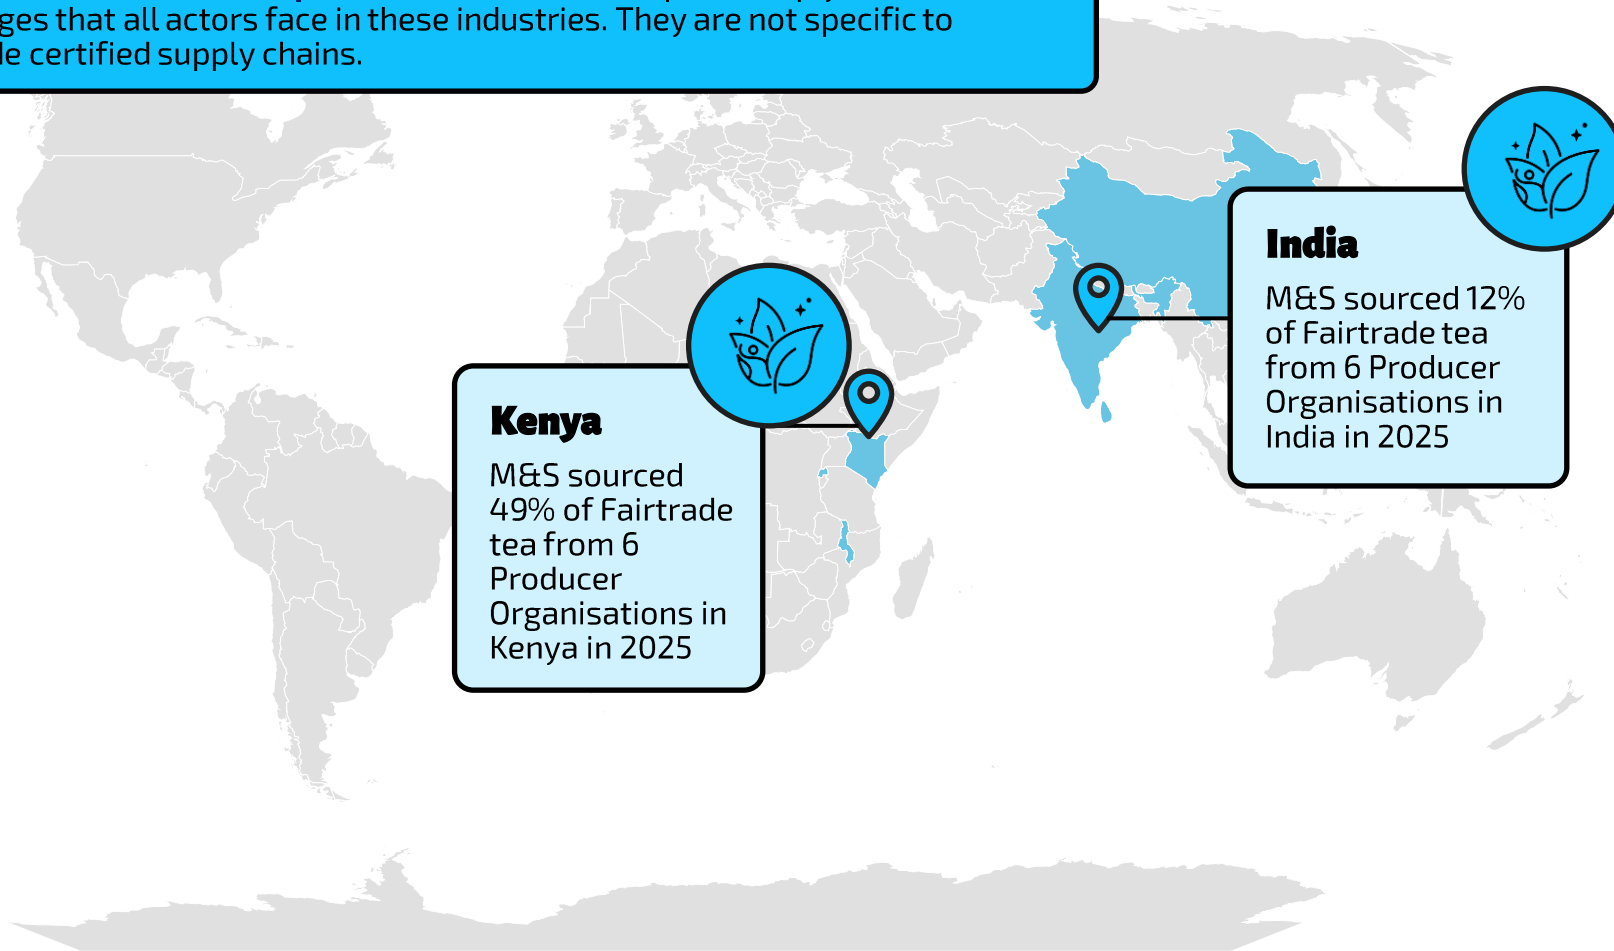 that all actors face in these industries. They are not specific to
certified supply chains.
India
M&S sourced 12%
of Fairtrade tea
from 6 Producer
Organisations in
India in 2025
Kenya
M&S sourced
49% of Fairtrade
tea from 6
Producer
Organisations in
Kenya in 2025